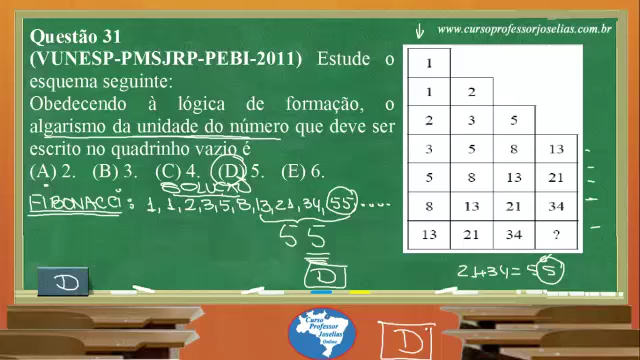 Questão 31
www.cursoprofessorjoselias.com.br
(VUNESP-PMSJRP-PEBI-2011) Estude o
esquema seguinte:
Obedecendo à lógica de formação, o
algarismo da unidade do número que deve ser
escrito no quadrinho vazio é
(A) 2. (B) 3. (C) 4. (D) 5. (E) 6.
SOLUÇÃO
FIBONACCI: 1, 1, 2, 3, 5, 8, 13, 21, 34, 55, ....
55
D
1
1 2
2 3 5
3 5 8 13
5 8 13 21
8 13 21 34
13 21 34 ?
21+34=55
D
Curso
Professor
Joselias
Online
D